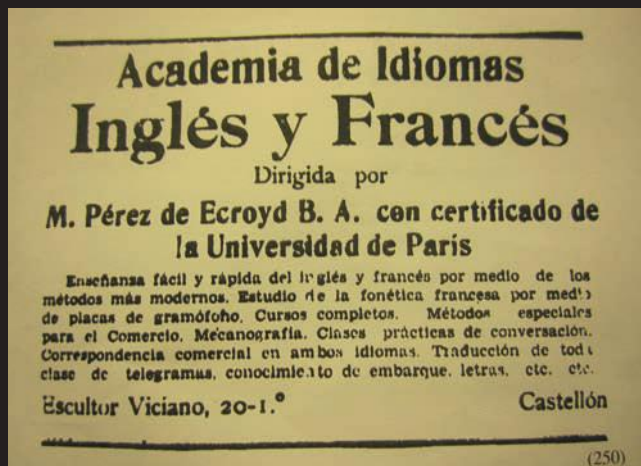 Academia de Idiomas
Inglés y Francés
Dirigida por
M. Pérez de Ecroyd B. A. con certificado de
la Universidad de París
Enseñansa fácil y rápida del inglés y francés por medio de los
métodos más modernos. Estudio de la fonética francesa por medio
de placas de gramófoho. Cursos completos. Métodos especiales
para el Comercio. Mecanografía. Clases prácticas de conversación.
Correspondencia comercial en ambos idiomas. Traducción de toda
clase de telegramas, conocimiento de embarque, letras, etc. etc.
Escultor Viciano, 20-1.º Castellón
(250)